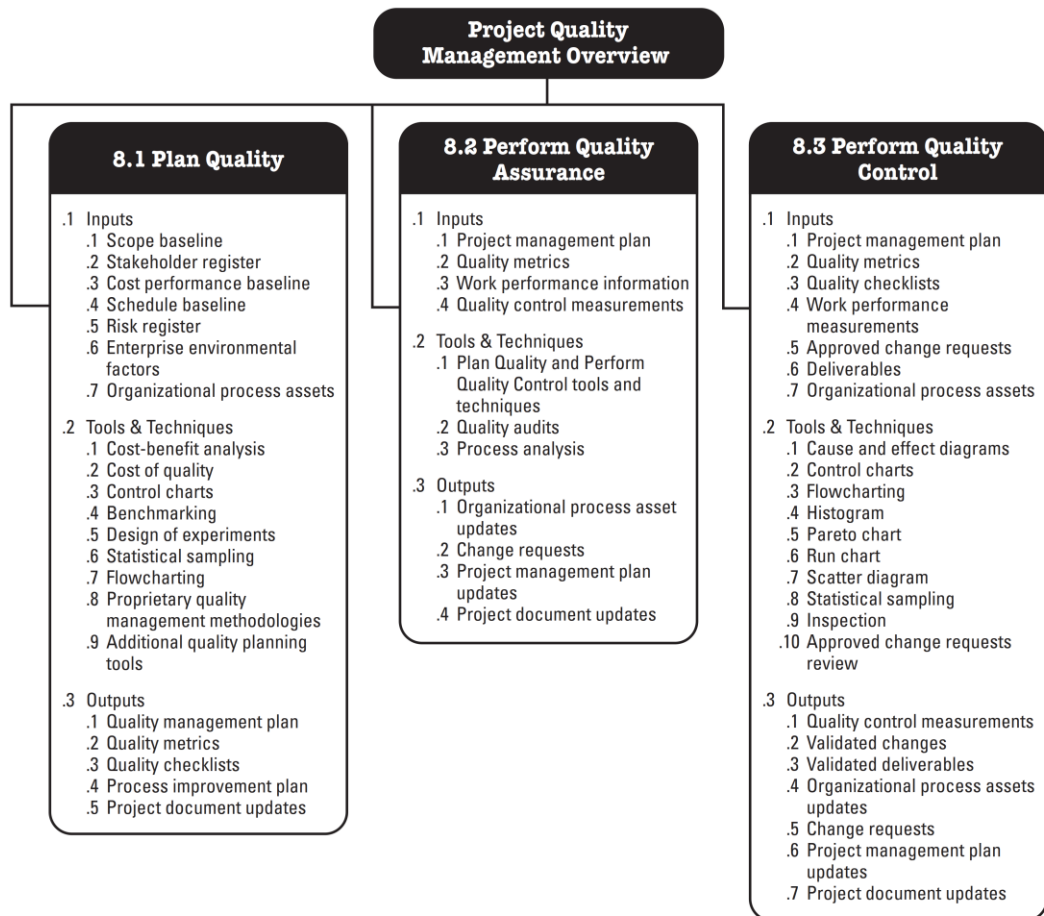 Project Quality
Management Overview
8.1 Plan Quality
.1 Inputs
.1 Scope baseline
.2 Stakeholder register
.3 Cost performance baseline
.4 Schedule baseline
.5 Risk register
.6 Enterprise environmental
factors
.7 Organizational process assets
.2 Tools & Techniques
.1 Cost-benefit analysis
.2 Cost of quality
.3 Control charts
.4 Benchmarking
.5 Design of experiments
.6 Statistical sampling
.7 Flowcharting
.8 Proprietary quality
management methodologies
.9 Additional quality planning
tools
.3 Outputs
.1 Quality management plan
.2 Quality metrics
.3 Quality checklists
.4 Process improvement plan
.5 Project document updates
8.2 Perform Quality
Assurance
.1 Inputs
.1 Project management plan
.2 Quality metrics
.3 Work performance information
.4 Quality control measurements
.2 Tools & Techniques
.1 Plan Quality and Perform
Quality Control tools and
techniques
.2 Quality audits
.3 Process analysis
.3 Outputs
.1 Organizational process asset
updates
.2 Change requests
.3 Project management plan
updates
.4 Project document updates
8.3 Perform Quality
Control
.1 Inputs
.1 Project management plan
.2 Quality metrics
.3 Quality checklists
.4 Work performance
measurements
.5 Approved change requests
.6 Deliverables
.7 Organizational process assets
.2 Tools & Techniques
.1 Cause and effect diagrams
.2 Control charts
.3 Flowcharting
.4 Histogram
.5 Pareto chart
.6 Run chart
.7 Scatter diagram
.8 Statistical sampling
.9 Inspection
.10 Approved change requests
review
.3 Outputs
.1 Quality control measurements
.2 Validated changes
.3 Validated deliverables
.4 Organizational process assets
updates
.5 Change requests
.6 Project management plan
updates
.7 Project document updates